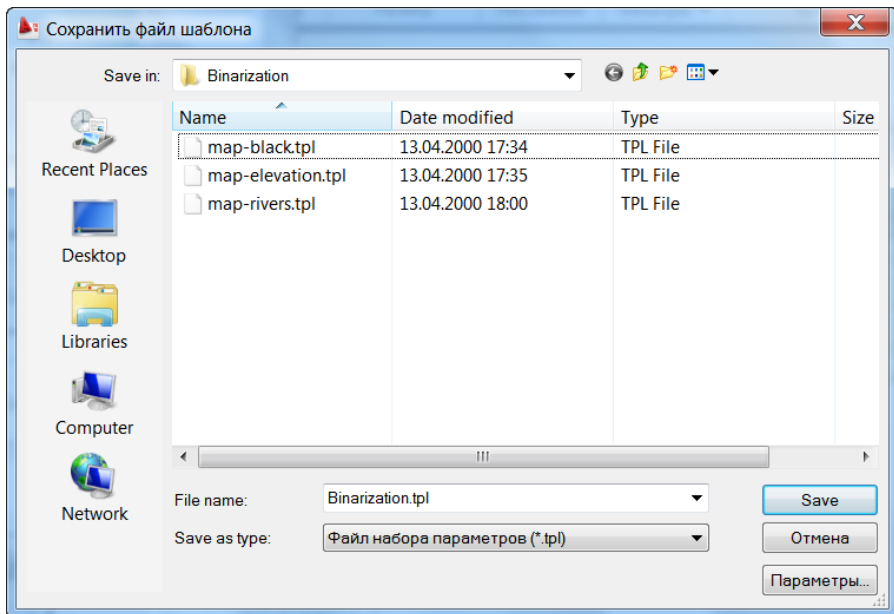 Сохранить файл шаблона
Save in: Binarization
Recent Places
Desktop
Libraries
Computer
Network
Name Date modified Type Size
map-black.tpl 13.04.2000 17:34 TPL File
map-elevation.tpl 13.04.2000 17:35 TPL File
map-rivers.tpl 13.04.2000 18:00 TPL File
File name: Binarization.tpl Save
Save as type: Файл набора параметров (*.tpl) Отмена
Параметры...